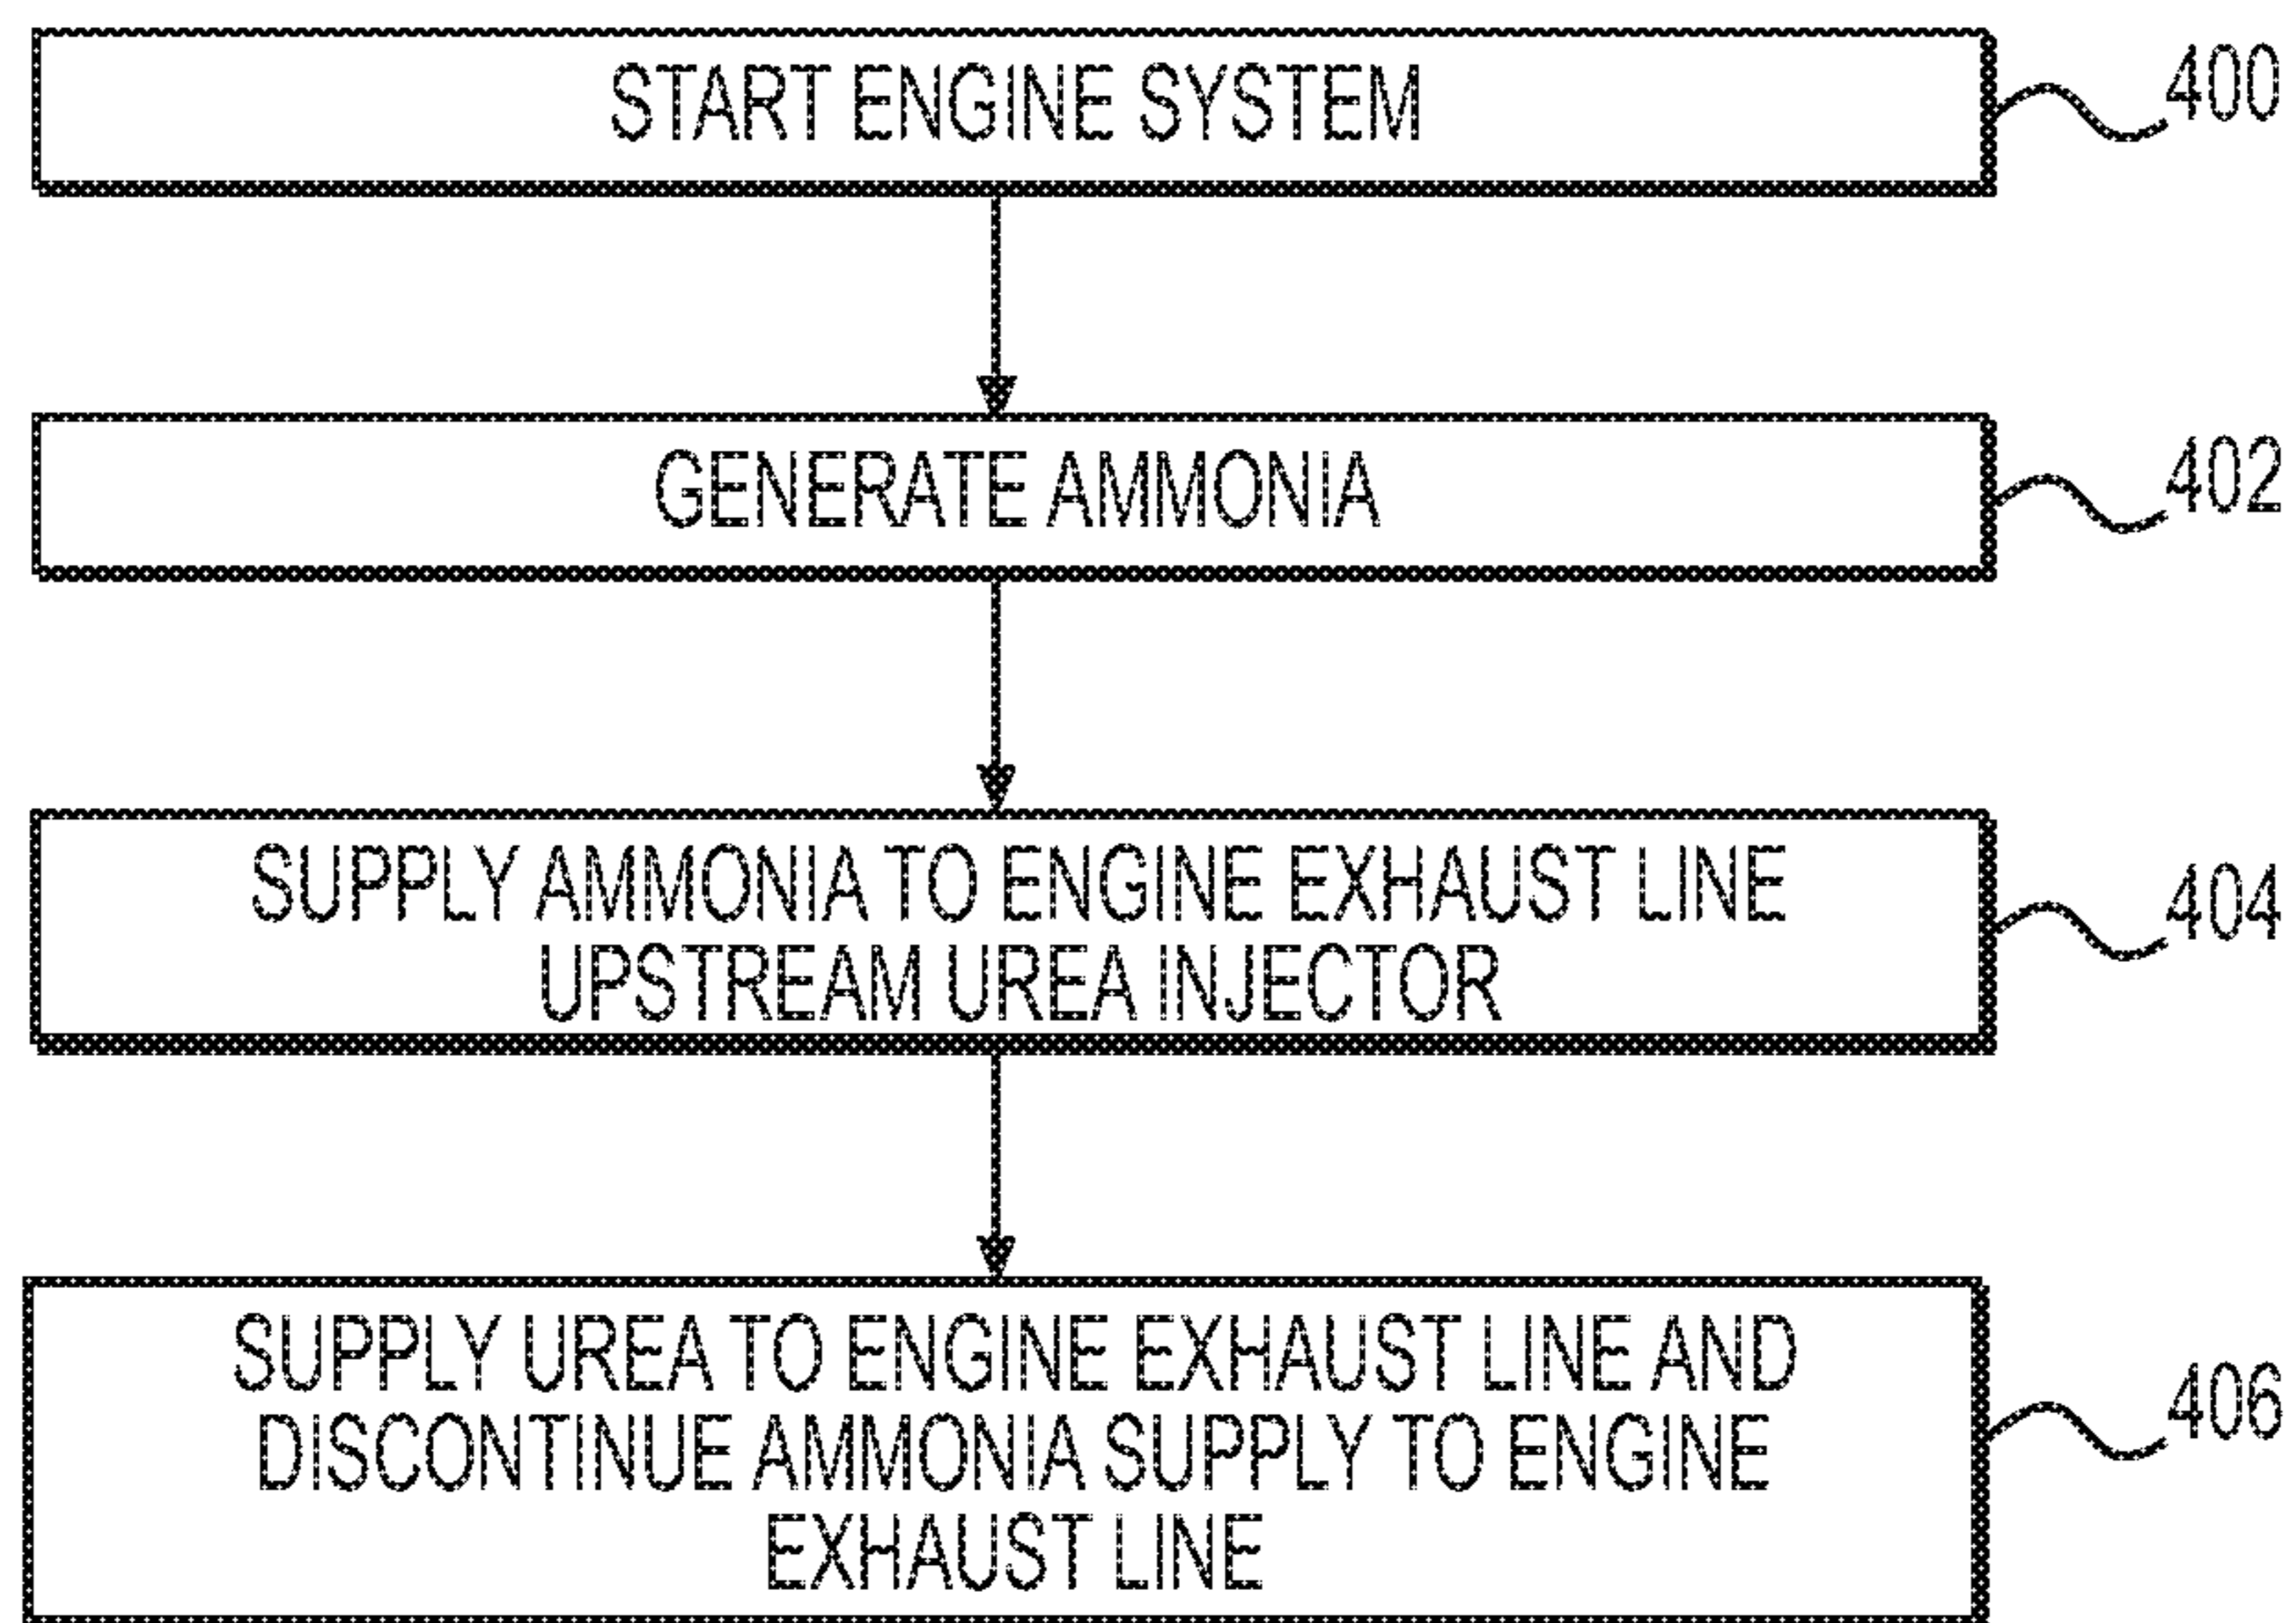 START ENGINE SYSTEM
400
GENERATE AMMONIA
402
SUPPLY AMMONIA TO ENGINE EXHAUST LINE
UPSTREAM UREA INJECTOR
404
SUPPLY UREA TO ENGINE EXHAUST LINE AND
DISCONTINUE AMMONIA SUPPLY TO ENGINE
EXHAUST LINE
406